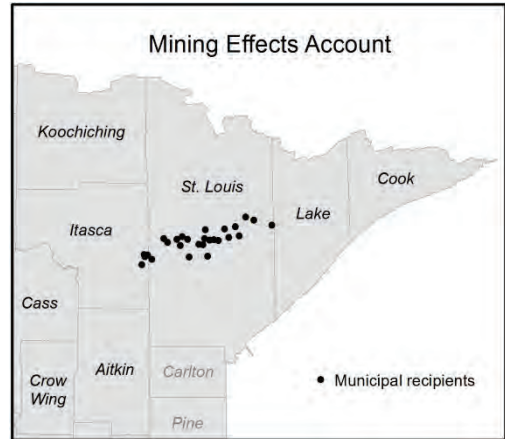 Mining Effects Account
Koochiching
St. Louis
Cook
Lake
Itasca
Cass
Aitkin
Carlton
Crow
Wing
Municipal recipients
Pine